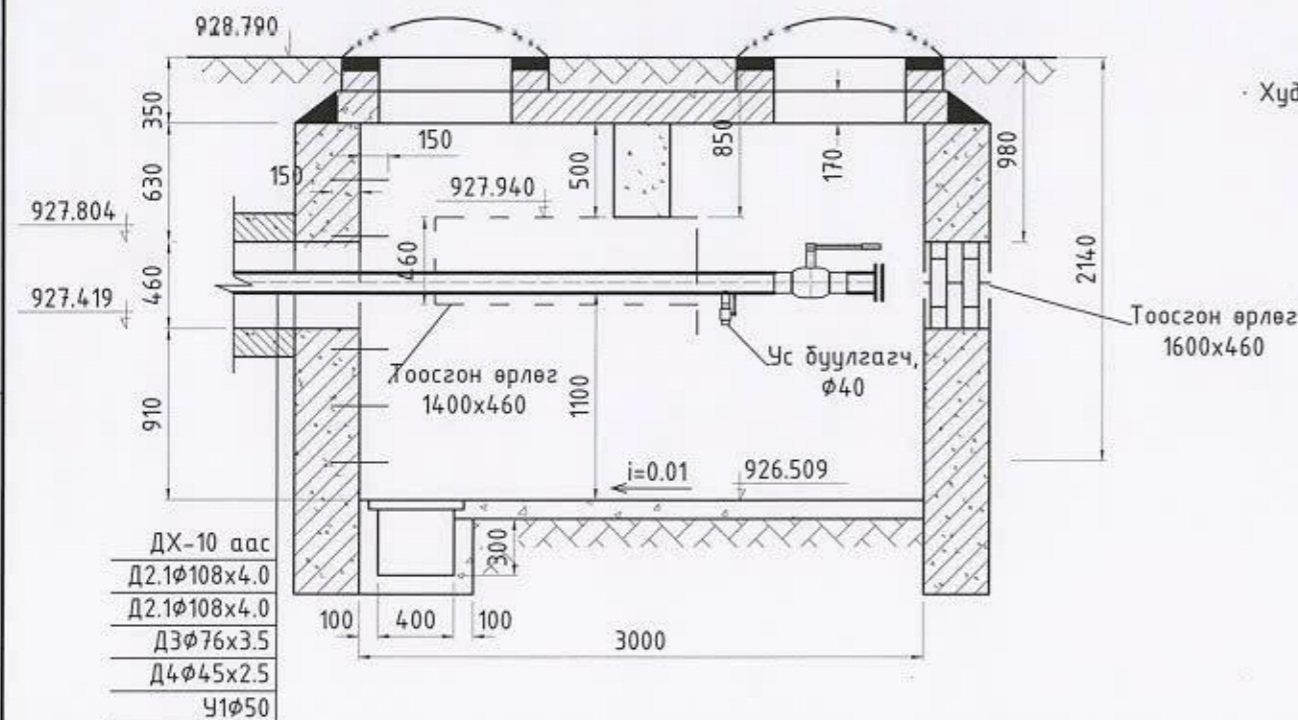 928.790
· Худ
350
150
850
980
150
630
500
170
927.940
927.804
460
460
2140
927.419
Тоосгон өрлөг
1600x460
Ус буулгагч,
ф40
Тоосгон өрлөг
1400x460
910
1100
i=0.01
926.509
300
ДХ-10 аас
Д2.1ф108x4.0
Д2.1ф108x4.0
Д3ф76x3.5
Д4ф45x2.5
У1ф50
100
400
100
3000